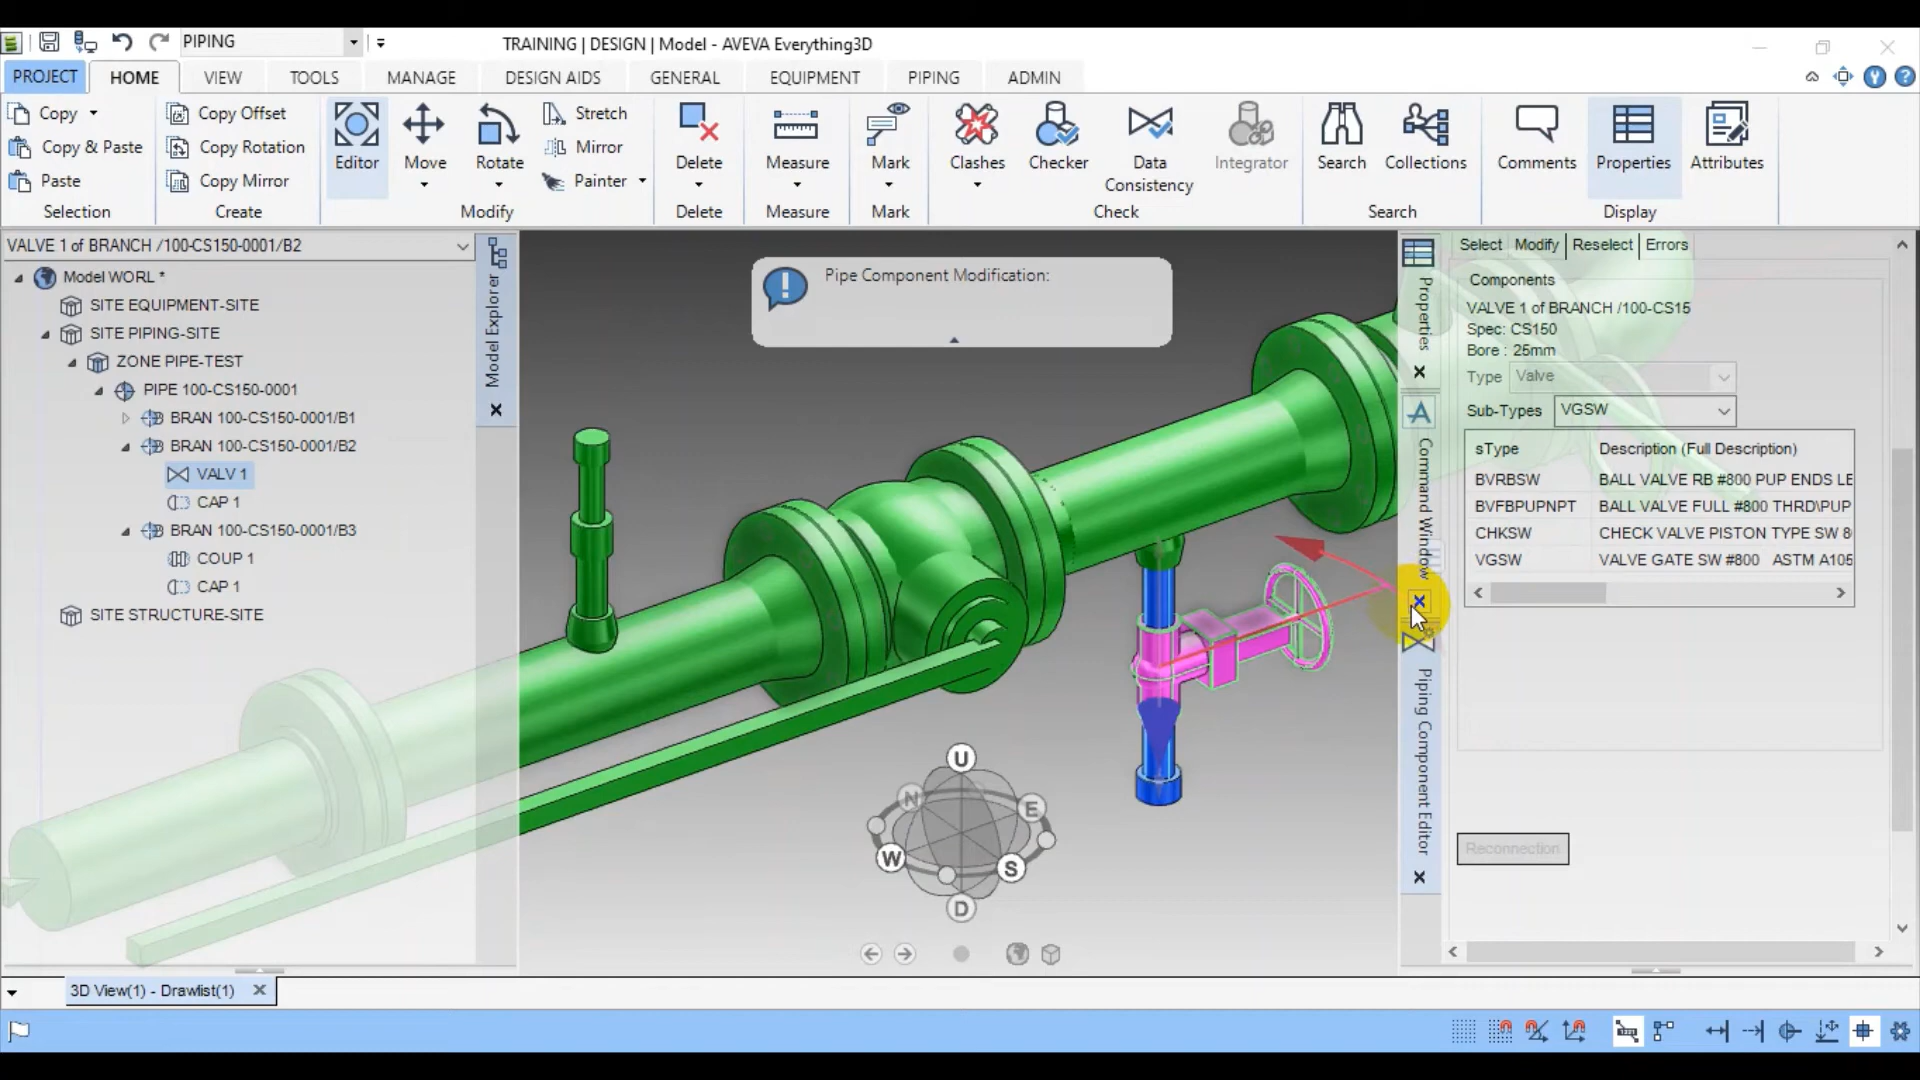 PIPING
TRAINING | DESIGN | Model - AVEVA Everything3D
PROJECT HOME VIEW TOOLS MANAGE DESIGN AIDS GENERAL EQUIPMENT PIPING ADMIN
Copy
Copy & Paste
Paste
Selection
Copy Offset
Copy Rotation
Copy Mirror
Create
Editor
Move
Rotate
Stretch
Mirror
Painter
Modify
Delete
Delete
Measure
Measure
Mark
Mark
Clashes
Checker
Data
Consistency
Integrator
Check
Search
Collections
Search
Comments
Properties
Attributes
Display
VALVE 1 of BRANCH /100-CS150-0001/B2
Model WORL *
SITE EQUIPMENT-SITE
SITE PIPING-SITE
ZONE PIPE-TEST
PIPE 100-CS150-0001
BRAN 100-CS150-0001/B1
BRAN 100-CS150-0001/B2
VALV 1
CAP 1
BRAN 100-CS150-0001/B3
COUP 1
CAP 1
SITE STRUCTURE-SITE
Model Explorer
Pipe Component Modification:
U
N
E
W
S
D
Properties
Command Window
Piping Component Editor
Select Modify Reselect Errors
Components
VALVE 1 of BRANCH /100-CS15
Spec: CS150
Bore : 25mm
Type Valve
Sub-Types VGSW
sType Description (Full Description)
BVRBSW BALL VALVE RB #800 PUP ENDS LE
BVFBPUPNPT BALL VALVE FULL #800 THRD\PUP
CHKSW CHECK VALVE PISTON TYPE SW 8
VGSW VALVE GATE SW #800 ASTM A105
Reconnection
3D View(1) - Drawlist(1)